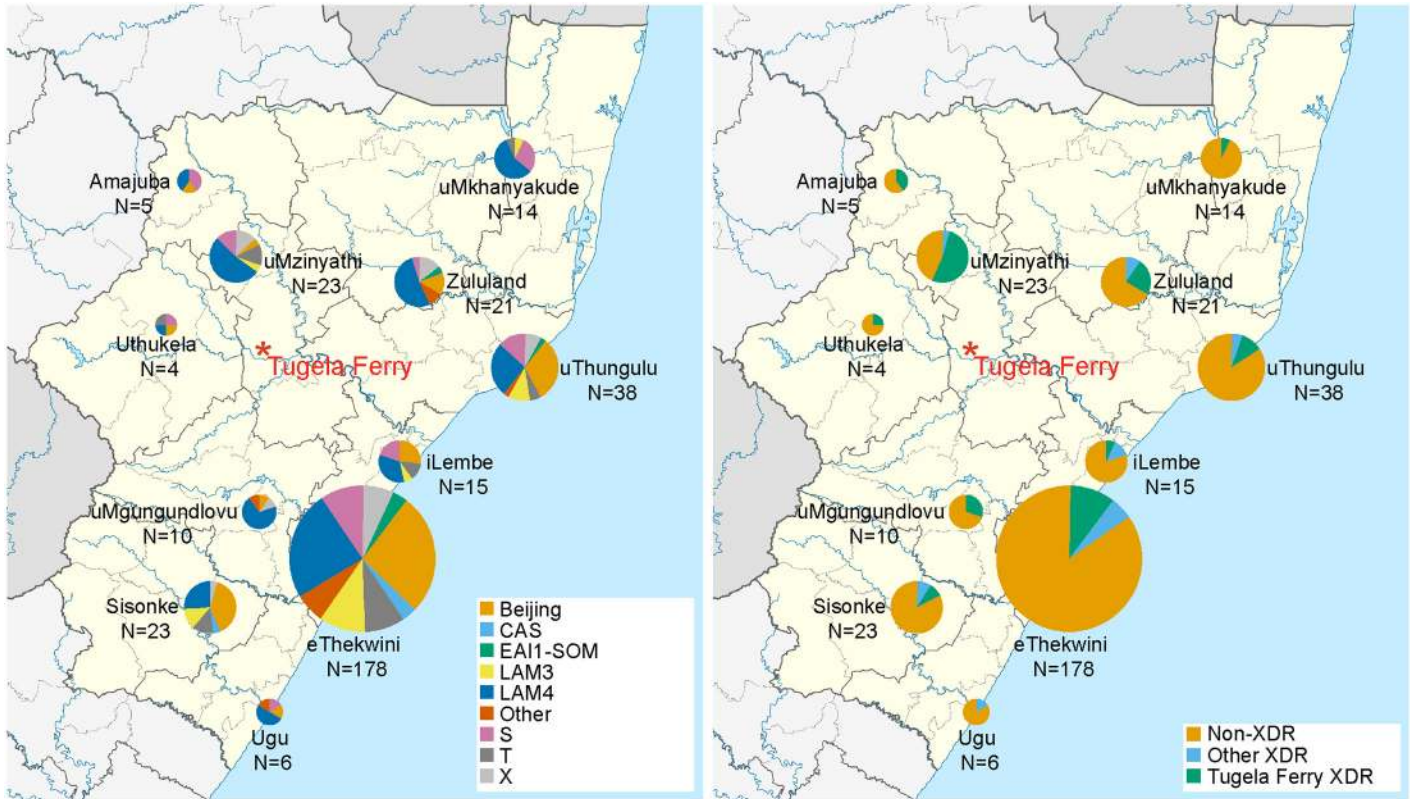 Amajuba
N=5
uMkhanyakude
N=14
uMzinyathi
N=23
Zululand
N=21
Uthukela
N=4
*
Tugela Ferry
uThungulu
N=38
iLembe
N=15
uMgungundlovu
N=10
Sisonke
N=23
eThekwini
N=178
Ugu
N=6
Beijing
CAS
EAI1-SOM
LAM3
LAM4
Other
S
T
X
Amajuba
N=5
uMkhanyakude
N=14
uMzinyathi
N=23
Zululand
N=21
Uthukela
N=4
*
Tugela Ferry
uThungulu
N=38
iLembe
N=15
uMgungundlovu
N=10
Sisonke
N=23
eThekwini
N=178
Ugu
N=6
Non-XDR
Other XDR
Tugela Ferry XDR